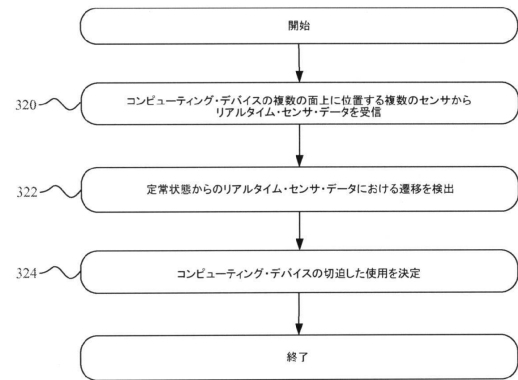 開始
320
コンピューティング・デバイスの複数の面上に位置する複数のセンサから
リアルタイム・センサ・データを受信
322
定常状態からのリアルタイム・センサ・データにおける遷移を検出
324
コンピューティング・デバイスの切迫した使用を決定
終了